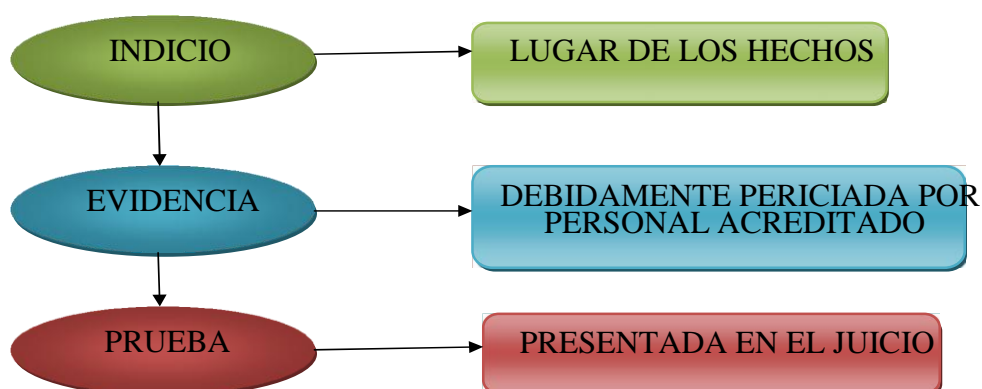 INDICIO
LUGAR DE LOS HECHOS
EVIDENCIA
DEBIDAMENTE PERICIADA POR
PERSONAL ACREDITADO
PRUEBA
PRESENTADA EN EL JUICIO